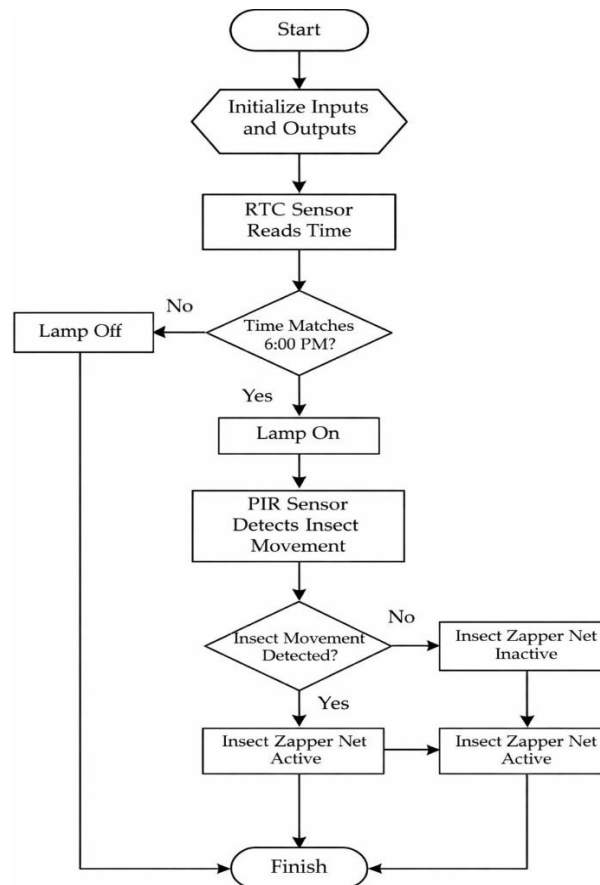 Start
Initialize Inputs
and Outputs
RTC Sensor
Reads Time
No
Lamp Off
Time Matches
6:00 PM?
Yes
Lamp On
PIR Sensor
Detects Insect
Movement
No
Insect Movement
Detected?
Insect Zapper Net
Inactive
Yes
Insect Zapper Net
Active
Insect Zapper Net
Active
Finish